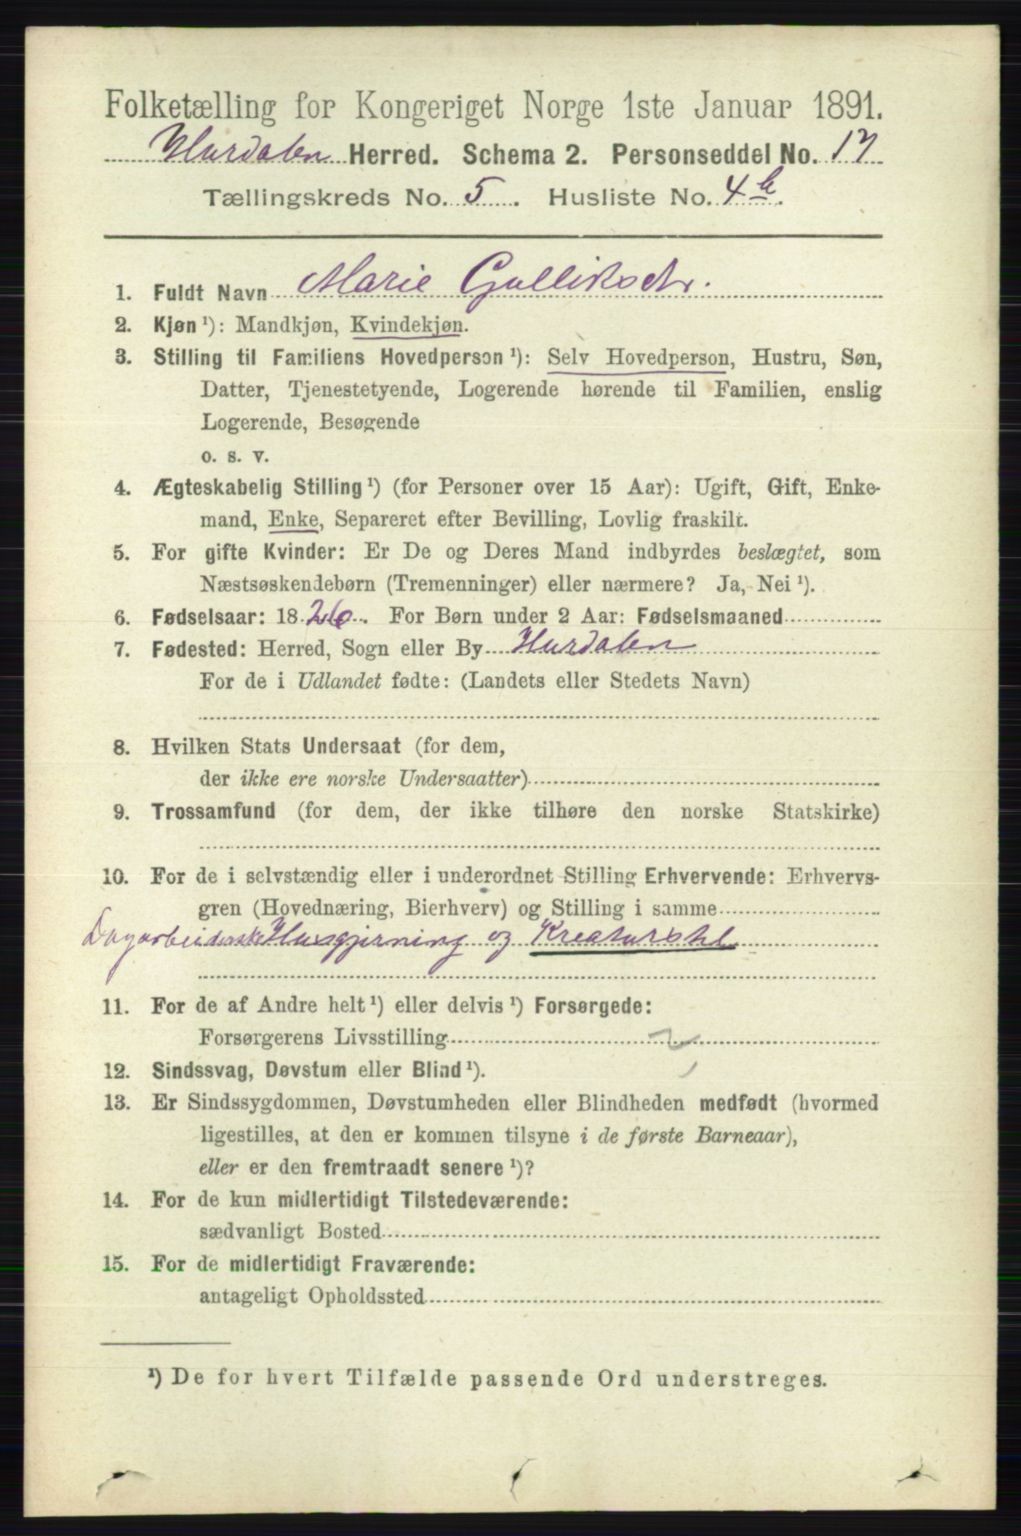 Folketælling for Kongeriget Norge 1ste Januar 1891.
Hurdalen Herred. Schema 2. Personseddel No. 17
Tællingskreds No. 5. Husliste No. 4b.
1. Fuldt Navn Marie Gulliksdtr.
2. Kjøn ¹): Mandkjøn, Kvindekjøn.
3. Stilling til Familiens Hovedperson ¹): Selv Hovedperson, Hustru, Søn,
Datter, Tjenestetyende, Logerende hørende til Familien, enslig
Logerende, Besøgende
o. s. v.
4. Ægteskabelig Stilling ¹) (for Personer over 15 Aar): Ugift, Gift, Enke-
mand, Enke, Separeret efter Bevilling, Lovlig fraskilt.
5. For gifte Kvinder: Er De og Deres Mand indbyrdes beslægtet, som
Næstsøskendebørn (Tremenninger) eller nærmere? Ja, Nei ¹).
6. Fødselsaar: 1826. For Børn under 2 Aar: Fødselsmaaned
7. Fødested: Herred, Sogn eller By Hurdalen
For de i Udlandet fødte: (Landets eller Stedets Navn)
8. Hvilken Stats Undersaat (for dem,
der ikke ere norske Undersaatter)
9. Trossamfund (for dem, der ikke tilhøre den norske Statskirke)
10. For de i selvstændig eller i underordnet Stilling Erhvervende: Erhvervs-
gren (Hovednæring, Bierhverv) og Stilling i samme
Dagarbeiderske Husgjerning og Kreaturstel
11. For de af Andre helt ¹) eller delvis ¹) Forsørgede:
Forsørgerens Livsstilling
12. Sindssvag, Døvstum eller Blind ¹).
13. Er Sindssygdommen, Døvstumheden eller Blindheden medfødt (hvormed
ligestilles, at den er kommen tilsyne i de første Barneaar),
eller er den fremtraadt senere ¹)?
14. For de kun midlertidigt Tilstedeværende:
sædvanligt Bosted
15. For de midlertidigt Fraværende:
antageligt Opholdssted
¹) De for hvert Tilfælde passende Ord understreges.